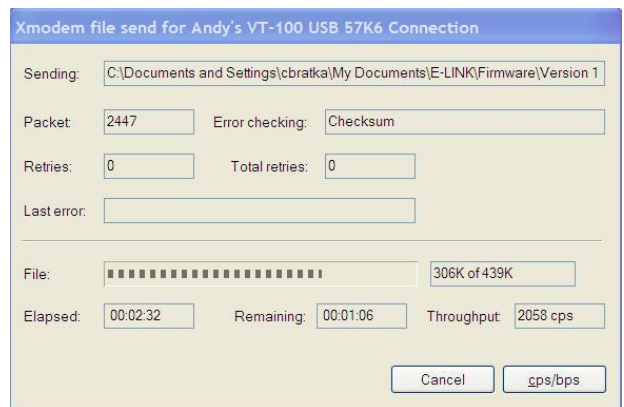 Xmodem file send for Andy's VT-100 USB 57K6 Connection
Sending: C:\Documents and Settings\cbratka\My Documents\E-LINK\Firmware\Version 1
Packet: 2447 Error checking: Checksum
Retries: 0 Total retries: 0
Last error:
File: 306K of 439K
Elapsed: 00:02:32 Remaining: 00:01:06 Throughput: 2058 cps
Cancel cps/bps